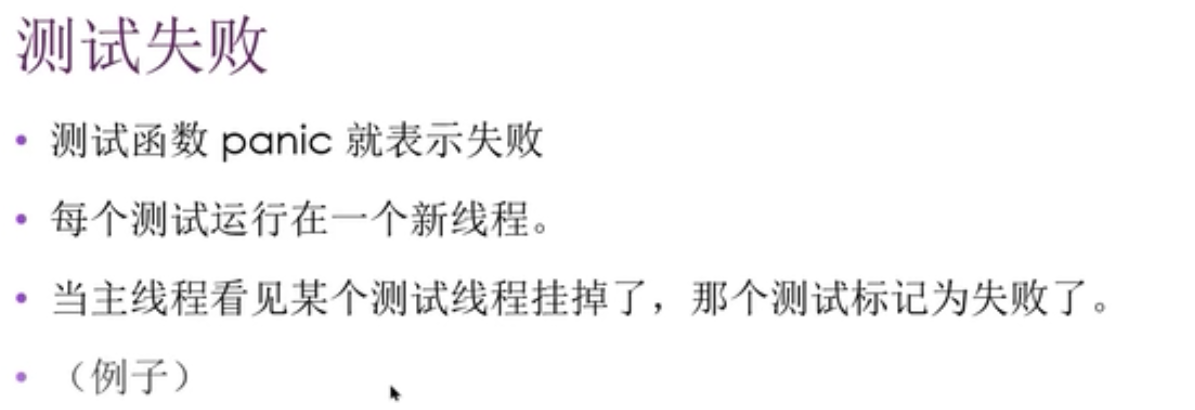 测试失败
• 测试函数 panic 就表示失败
• 每个测试运行在一个新线程。
• 当主线程看见某个测试线程挂掉了，那个测试标记为失败了。
• （例子）